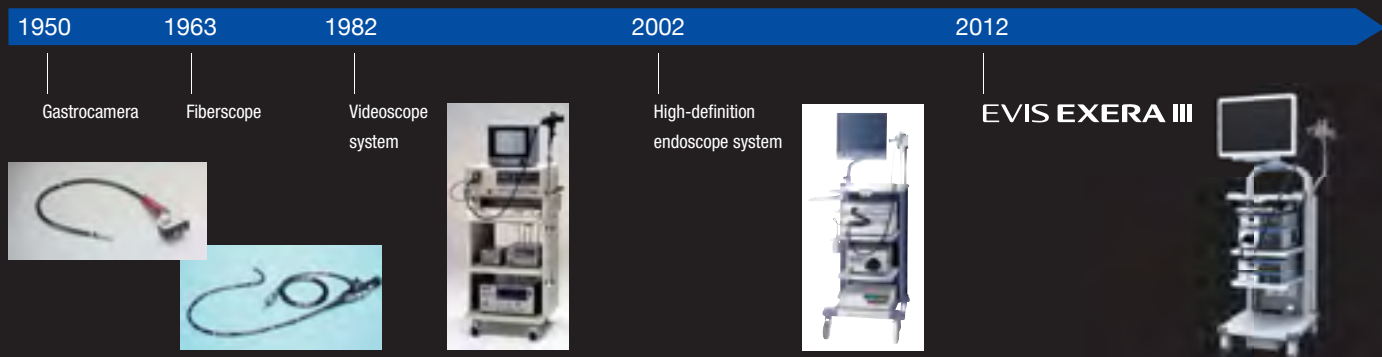 1950
1963
1982
2002
2012
Gastrocamera
Fiberscope
Videoscope
system
High-definition
endoscope system
EVIS EXERA III